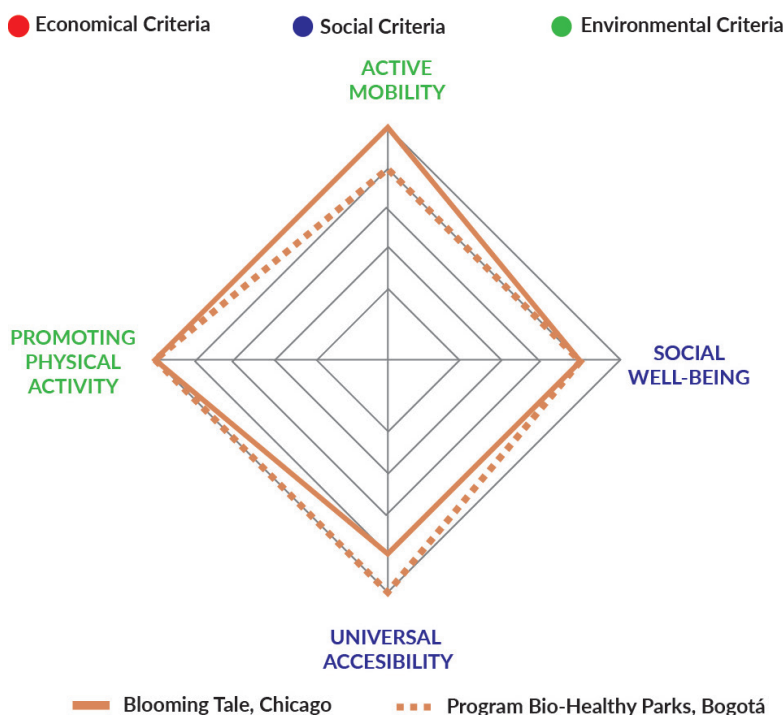 Economical Criteria
Social Criteria
Environmental Criteria
ACTIVE
MOBILITY
PROMOTING
PHYSICAL
ACTIVITY
SOCIAL
WELL-BEING
UNIVERSAL
ACCESIBILITY
Blooming Tale, Chicago
Program Bio-Healthy Parks, Bogotá